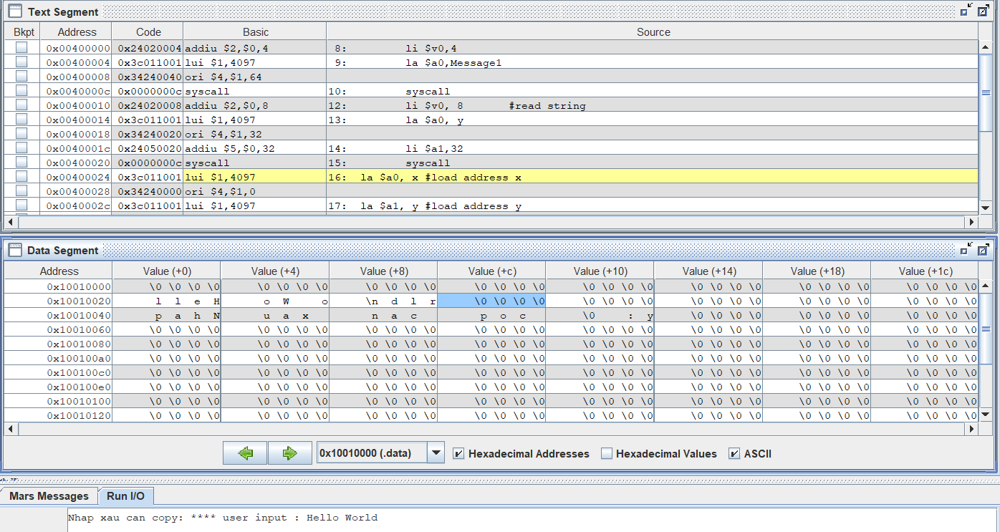 Text Segment
Bkpt Address Code Basic Source
0x00400000 0x24020004 addiu $2,$0,4 8: li $v0,4
0x00400004 0x3c011001 lui $1,4097 9: la $a0,Message1
0x00400008 0x34240040 ori $4,$1,64
0x0040000c 0x0000000c syscall 10: syscall
0x00400010 0x24020008 addiu $2,$0,8 12: li $v0, 8 #read string
0x00400014 0x3c011001 lui $1,4097 13: la $a0, y
0x00400018 0x34240020 ori $4,$1,32
0x0040001c 0x24050020 addiu $5,$0,32 14: li $a1,32
0x00400020 0x0000000c syscall 15: syscall
0x00400024 0x3c011001 lui $1,4097 16: la $a0, x #load address x
0x00400028 0x34240000 ori $4,$1,0
0x0040002c 0x3c011001 lui $1,4097 17: la $a1, y #load address y
Data Segment
Address Value (+0) Value (+4) Value (+8) Value (+c) Value (+10) Value (+14) Value (+18) Value (+1c)
0x10010000 \0 \0 \0 \0 \0 \0 \0 \0 \0 \0 \0 \0 \0 \0 \0 \0 \0 \0 \0 \0 \0 \0 \0 \0 \0 \0 \0 \0 \0 \0 \0 \0
0x10010020 l l e H o W o \n d l r \0 \0 \0 \0 \0 \0 \0 \0 \0 \0 \0 \0 \0 \0 \0 \0 \0 \0 \0 \0
0x10010040 p a h N u a x n a c p o c \0 : y \0 \0 \0 \0 \0 \0 \0 \0 \0 \0 \0 \0
0x10010060 \0 \0 \0 \0 \0 \0 \0 \0 \0 \0 \0 \0 \0 \0 \0 \0 \0 \0 \0 \0 \0 \0 \0 \0 \0 \0 \0 \0 \0 \0 \0 \0
0x10010080 \0 \0 \0 \0 \0 \0 \0 \0 \0 \0 \0 \0 \0 \0 \0 \0 \0 \0 \0 \0 \0 \0 \0 \0 \0 \0 \0 \0 \0 \0 \0 \0
0x100100a0 \0 \0 \0 \0 \0 \0 \0 \0 \0 \0 \0 \0 \0 \0 \0 \0 \0 \0 \0 \0 \0 \0 \0 \0 \0 \0 \0 \0 \0 \0 \0 \0
0x100100c0 \0 \0 \0 \0 \0 \0 \0 \0 \0 \0 \0 \0 \0 \0 \0 \0 \0 \0 \0 \0 \0 \0 \0 \0 \0 \0 \0 \0 \0 \0 \0 \0
0x100100e0 \0 \0 \0 \0 \0 \0 \0 \0 \0 \0 \0 \0 \0 \0 \0 \0 \0 \0 \0 \0 \0 \0 \0 \0 \0 \0 \0 \0 \0 \0 \0 \0
0x10010100 \0 \0 \0 \0 \0 \0 \0 \0 \0 \0 \0 \0 \0 \0 \0 \0 \0 \0 \0 \0 \0 \0 \0 \0 \0 \0 \0 \0 \0 \0 \0 \0
0x10010120 \0 \0 \0 \0 \0 \0 \0 \0 \0 \0 \0 \0 \0 \0 \0 \0 \0 \0 \0 \0 \0 \0 \0 \0 \0 \0 \0 \0 \0 \0 \0 \0
0x10010000 (.data) Hexadecimal Addresses Hexadecimal Values ASCII
Mars Messages Run I/O
Nhap xau can copy: **** user input : Hello World